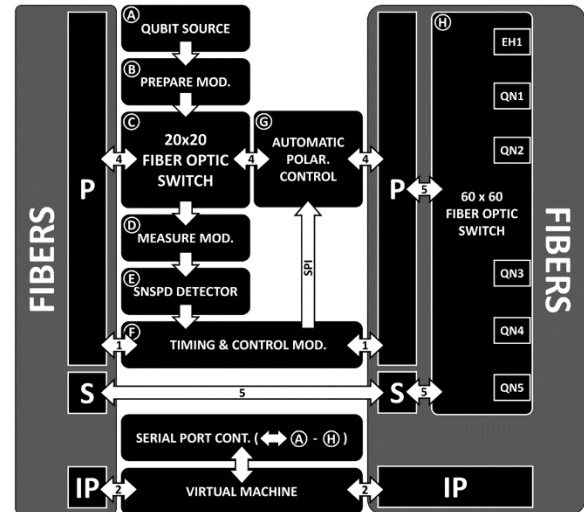 FIBERS
P
S
IP
A
QUBIT SOURCE
B
PREPARE MOD.
C
20x20
FIBER OPTIC
SWITCH
4
4
G
AUTOMATIC
POLAR.
CONTROL
4
D
MEASURE MOD.
E
SNSPD DETECTOR
SPI
F
TIMING & CONTROL MOD.
1
1
5
SERIAL PORT CONT. ( A - H )
2
VIRTUAL MACHINE
2
P
S
IP
5
5
H
60 x 60
FIBER OPTIC
SWITCH
EH1
QN1
QN2
QN3
QN4
QN5
FIBERS